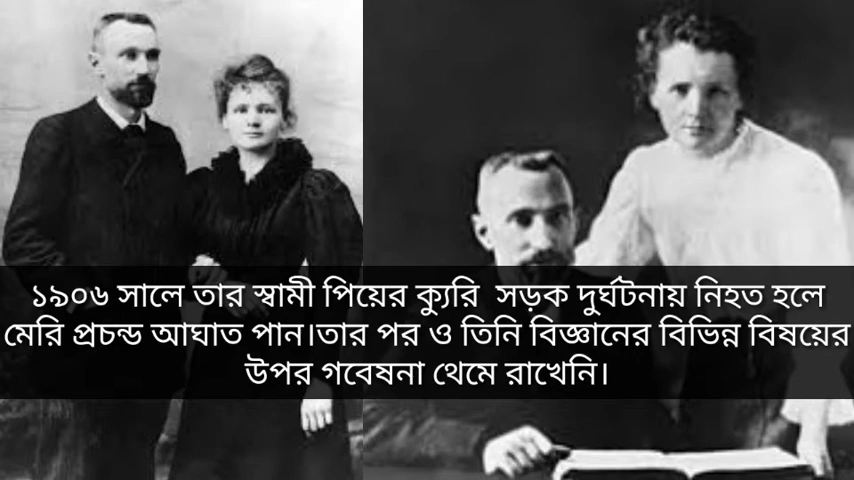 ১৯০৬ সালে তার স্বামী পিয়ের ক্যুরি সড়ক দুর্ঘটনায় নিহত হলে
মেরি প্রচন্ড আঘাত পান।তার পর ও তিনি বিজ্ঞানের বিভিন্ন বিষয়ের
উপর গবেষনা থেমে রাখেনি।